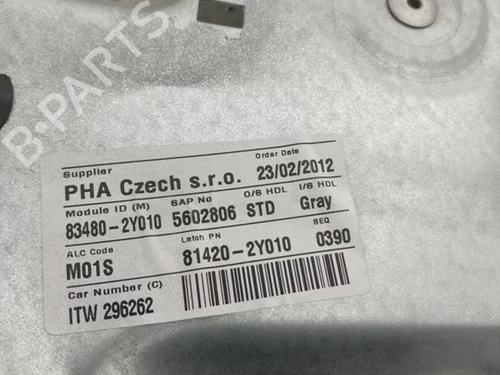 B-PARTS
Supplier Order Date
PHA Czech s.r.o. 23/02/2012
Module ID (M) SAP No O/S HDL I/S HDL
83480-2Y010 5602806 STD Gray
ALC Code Latch PN SEQ
M01S 81420-2Y010 0390
Car Number (C)
ITW 296262